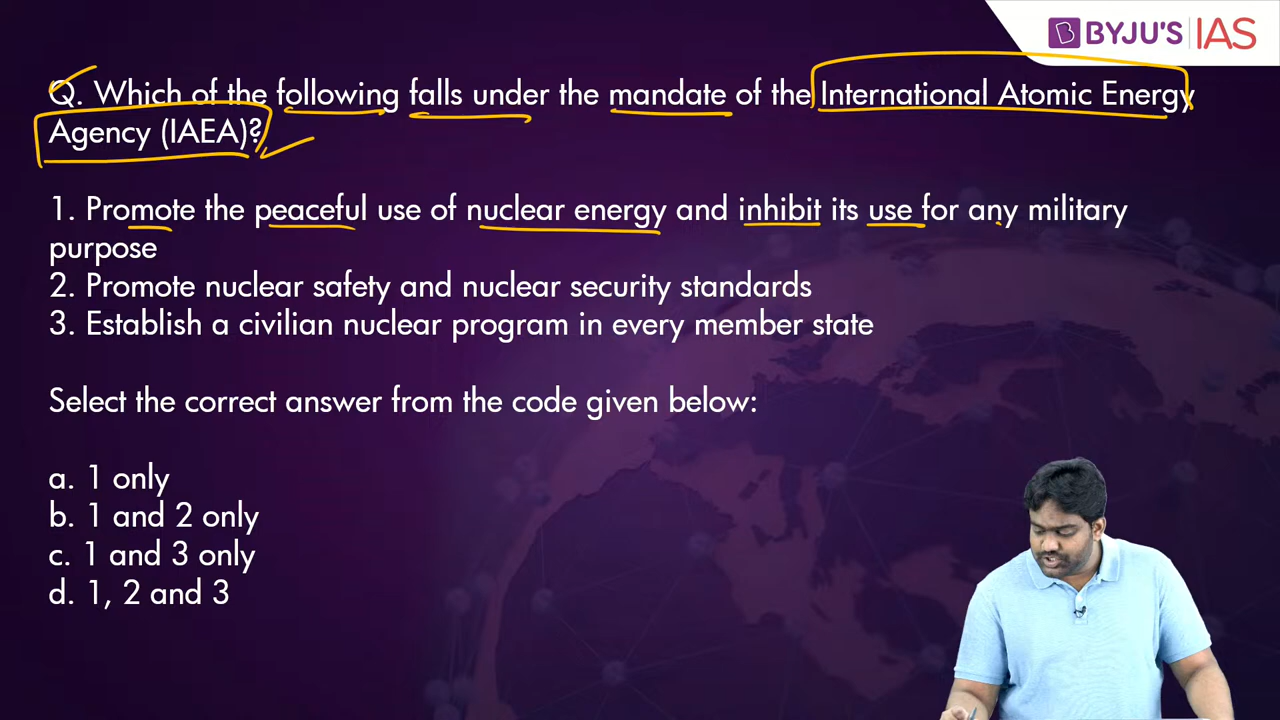 BYJU'S IAS
Q. Which of the following falls under the mandate of the International Atomic Energy
Agency (IAEA)?
1. Promote the peaceful use of nuclear energy and inhibit its use for any military
purpose
2. Promote nuclear safety and nuclear security standards
3. Establish a civilian nuclear program in every member state
Select the correct answer from the code given below:
a. 1 only
b. 1 and 2 only
c. 1 and 3 only
d. 1, 2 and 3